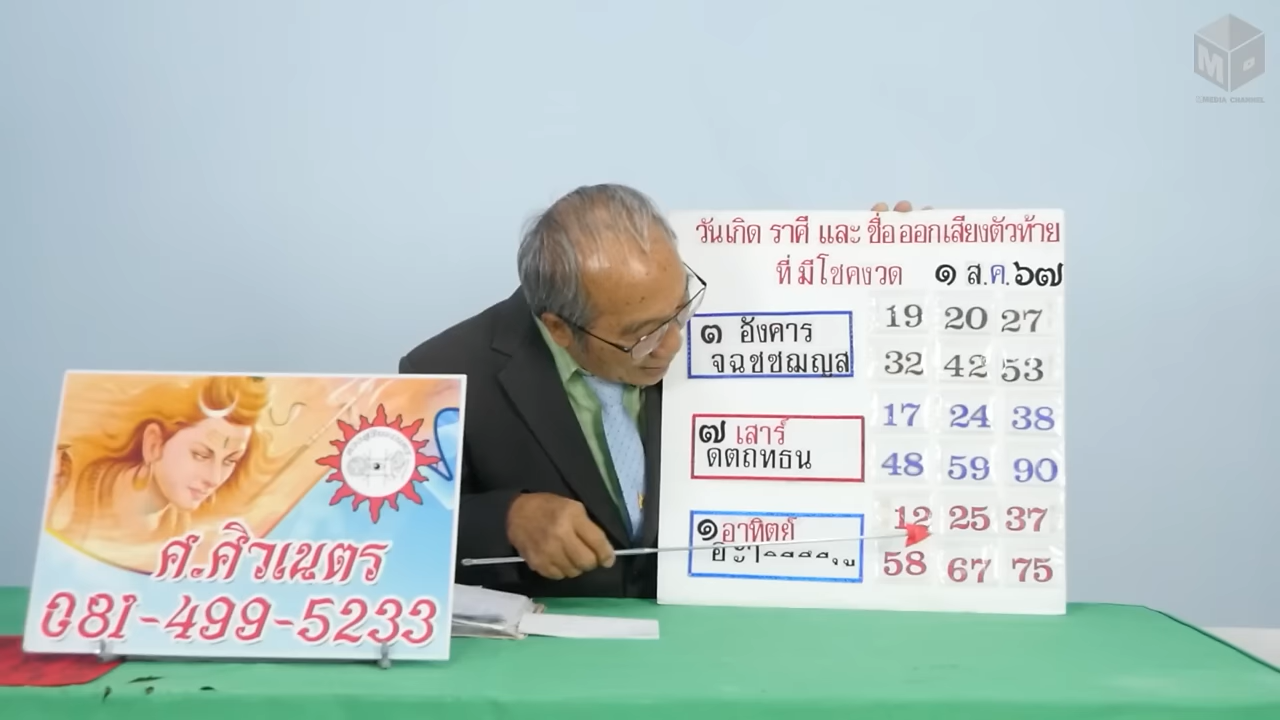 วันเกิด ราศี และ ชื่อออกเสียงตัวท้าย
ที่มีโชคงวด ๑ ส.ค.๖๗
๓ อังคาร
จฉชซฌญส
19 20 27
32 42 53
๗ เสาร์
ดตถทธน
17 24 38
48 59 90
๑ อาทิตย์
12 25 37
58 67 75
ศ.ศิวเนตร
081-499-5233
MEDIA CHANNEL